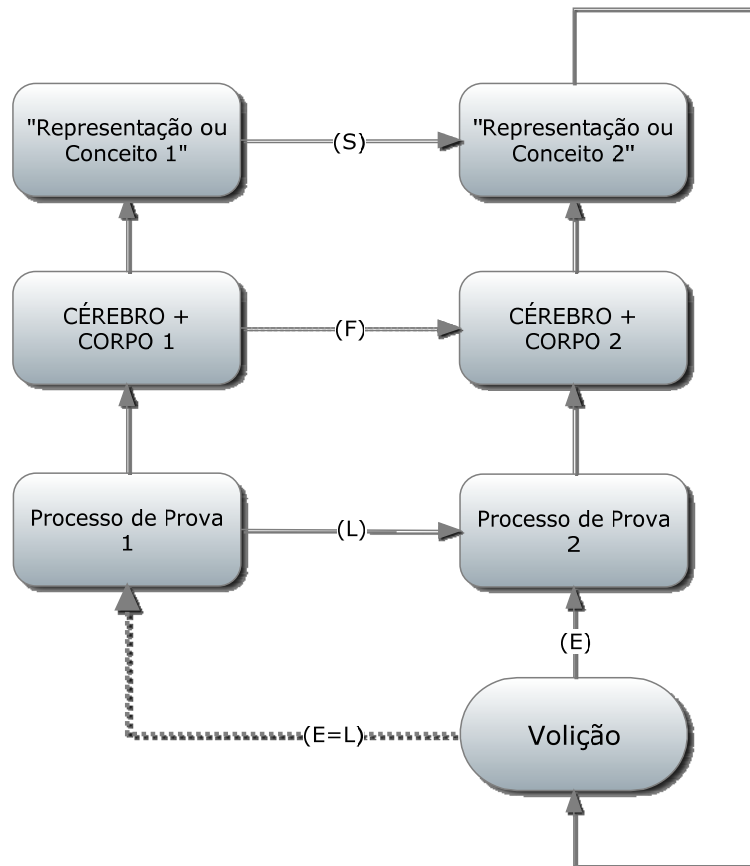 "Representação ou
Conceito 1"
(S)
"Representação ou
Conceito 2"
CÉREBRO +
CORPO 1
(F)
CÉREBRO +
CORPO 2
Processo de Prova
1
(L)
Processo de Prova
2
(E)
(E=L)
Volição